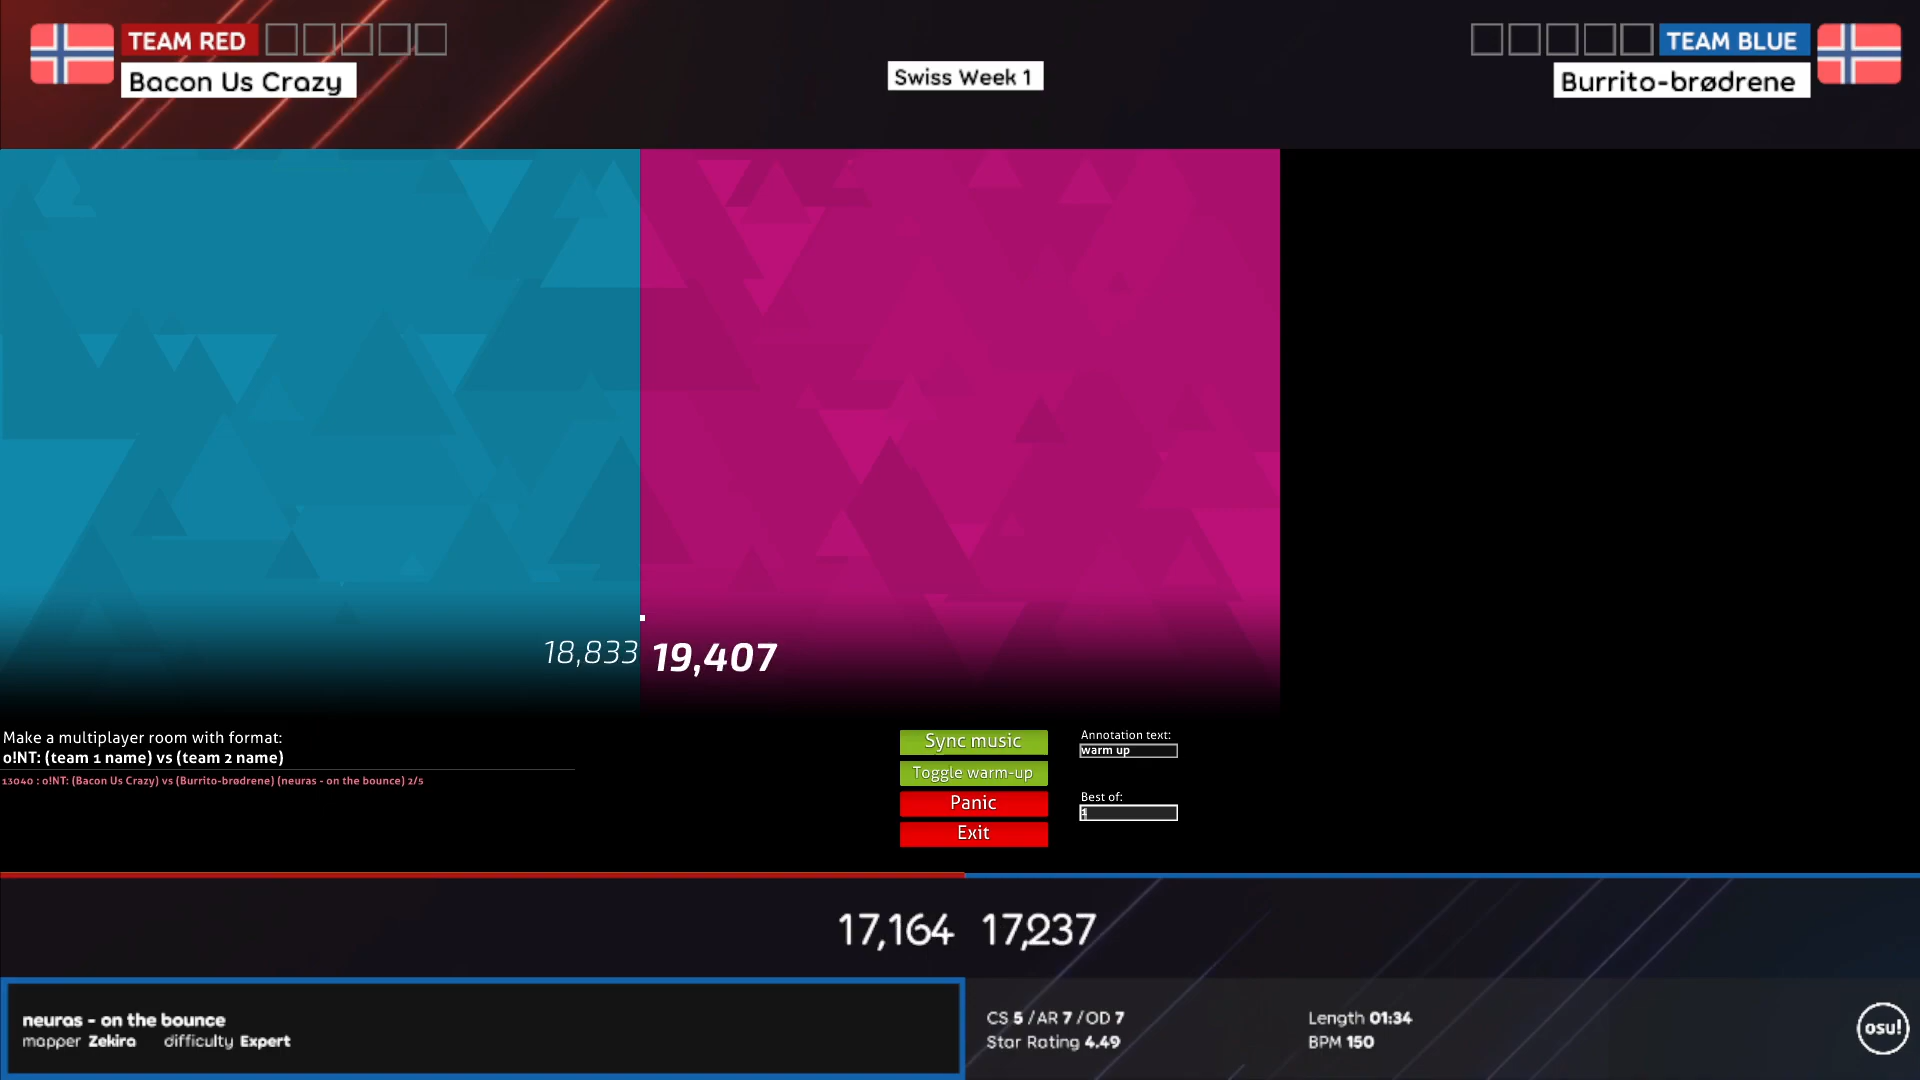 TEAM RED
Bacon Us Crazy
Swiss Week 1
TEAM BLUE
Burrito-brødrene
18,833 19,407
Make a multiplayer room with format:
o!NT: (team 1 name) vs (team 2 name)
13040 : o!NT: (Bacon Us Crazy) vs (Burrito-brødrene) (neuras - on the bounce) 2/5
Sync music
Toggle warm-up
Panic
Exit
Annotation text:
warm up
Best of:
17,164 17,237
neuras - on the bounce
mapper Zekira difficulty Expert
CS 5 / AR 7 / OD 7
Star Rating 4.49
Length 01:34
BPM 150
osu!